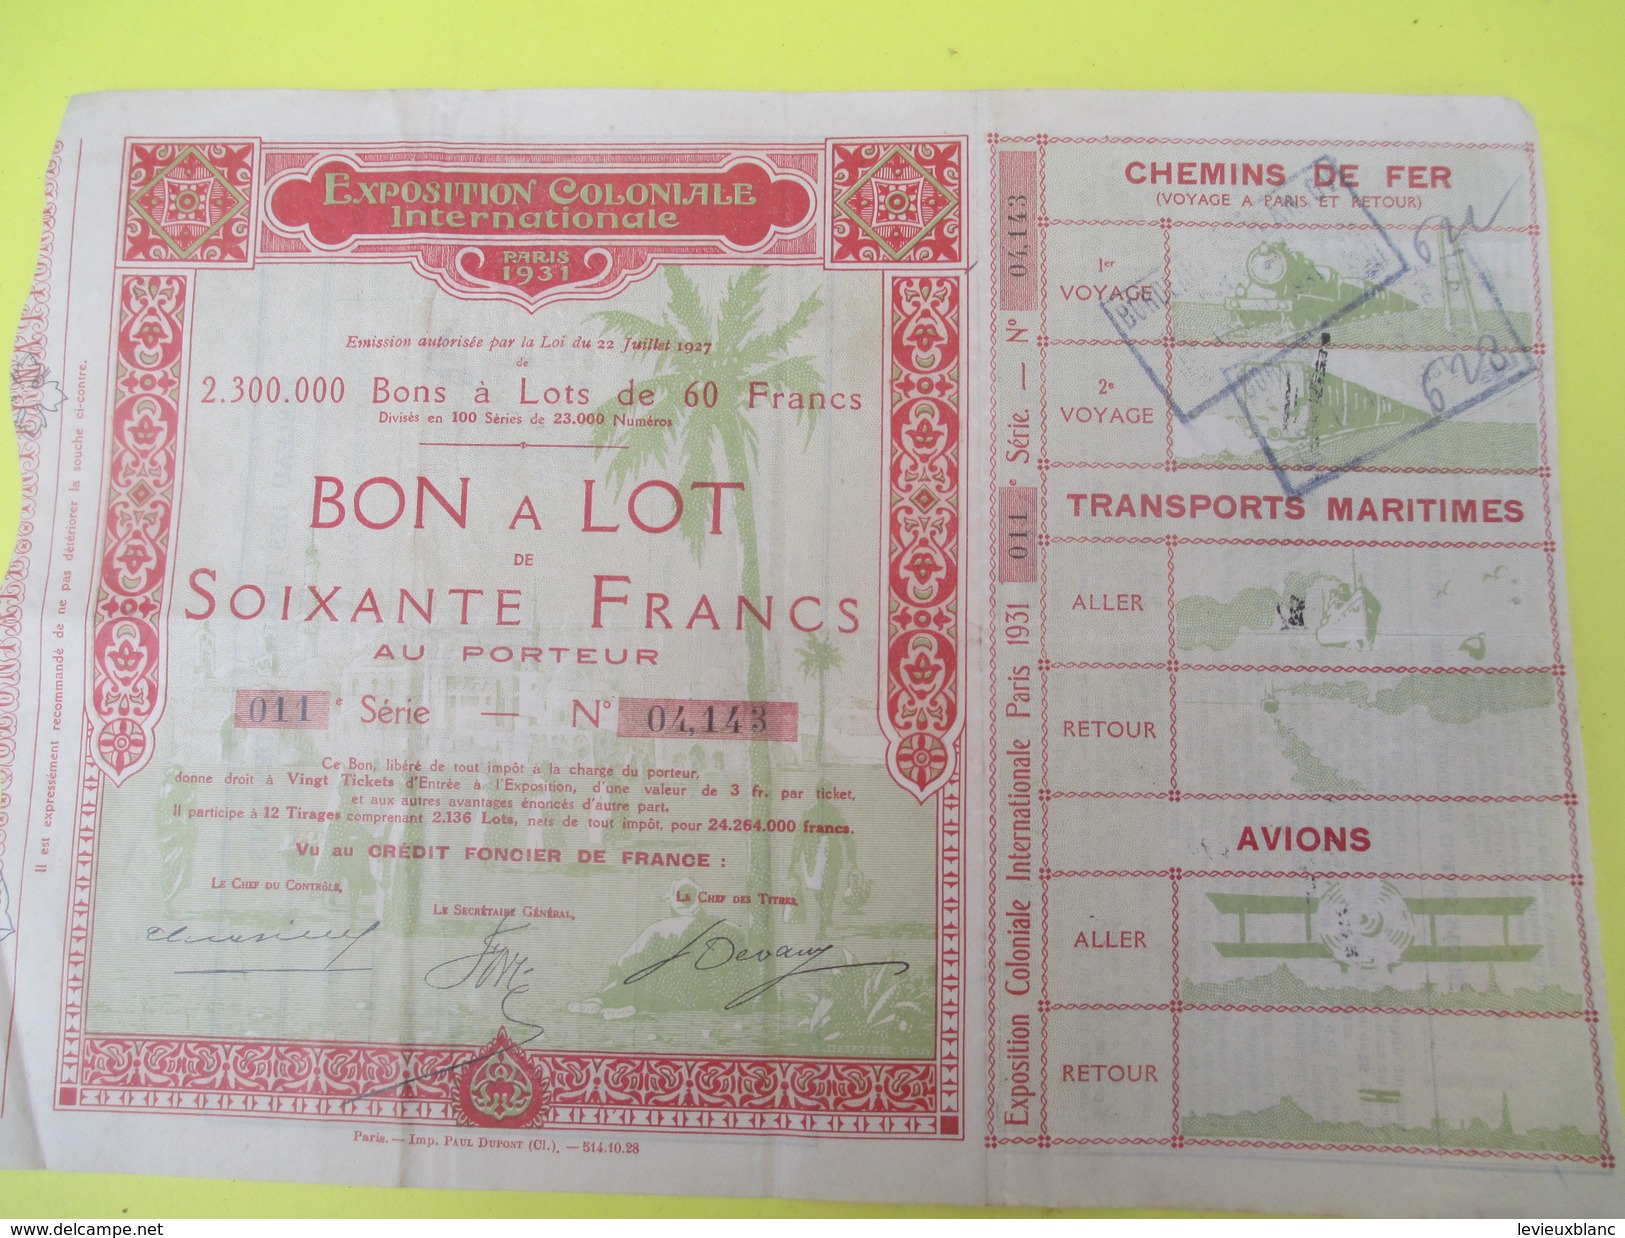 Exposition Coloniale
Internationale
PARIS
1931
Emission autorisée par la Loi du 22 Juillet 1927
de
2.300.000 Bons à Lots de 60 Francs
Divisés en 100 Séries de 23.000 Numéros
BON A LOT
DE
SOIXANTE FRANCS
AU PORTEUR
011 e Série — N° 04,143
Ce Bon, libéré de tout impôt à la charge du porteur,
donne droit à Vingt Tickets d'Entrée à l'Exposition, d'une valeur de 3 fr. par ticket,
et aux autres avantages énoncés d'autre part.
Il participe à 12 Tirages comprenant 2.136 Lots, nets de tout impôt, pour 24.264.000 francs.
Vu au CRÉDIT FONCIER DE FRANCE :
LE CHEF DU CONTRÔLE,
LE SECRÉTAIRE GÉNÉRAL,
LE CHEF DES TITRES,
Paris. — Imp. PAUL DUPONT (Cl.). — 514.10.28
Il est expressément recommandé de ne pas détériorer la souche ci-contre.
Exposition Coloniale Internationale Paris 1931 011 e Série. — N° 04,143
CHEMINS DE FER
(VOYAGE A PARIS ET RETOUR)
1er
VOYAGE
2e
VOYAGE
TRANSPORTS MARITIMES
ALLER
RETOUR
AVIONS
ALLER
RETOUR
628
levieuxblanc
www.delcampe.net